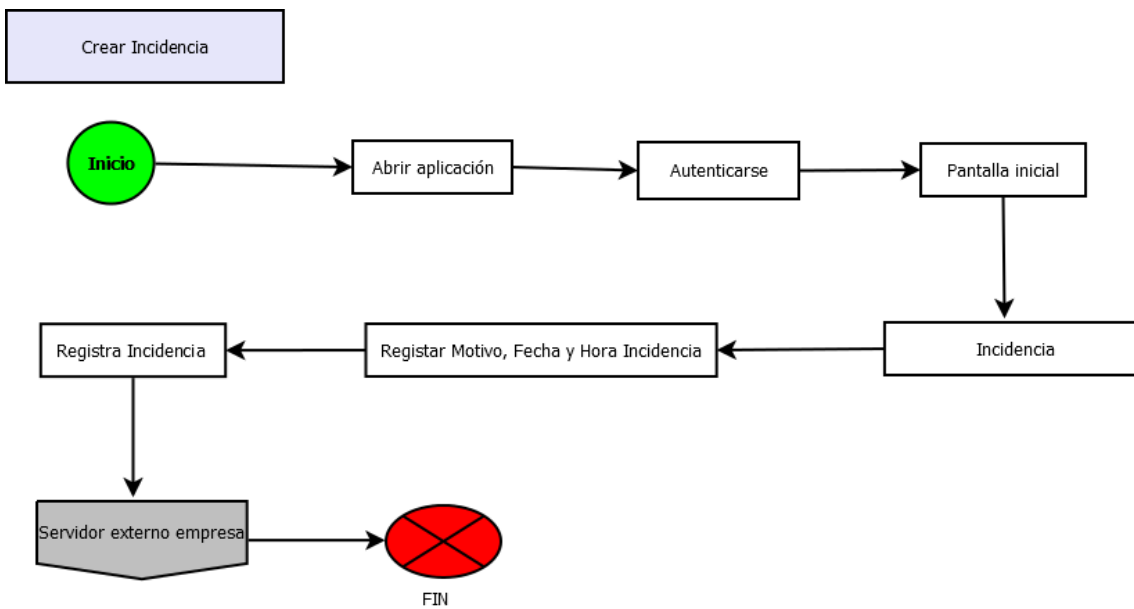 Crear Incidencia
Inicio
Abrir aplicación
Autenticarse
Pantalla inicial
Incidencia
Registar Motivo, Fecha y Hora Incidencia
Registra Incidencia
Servidor externo empresa
FIN